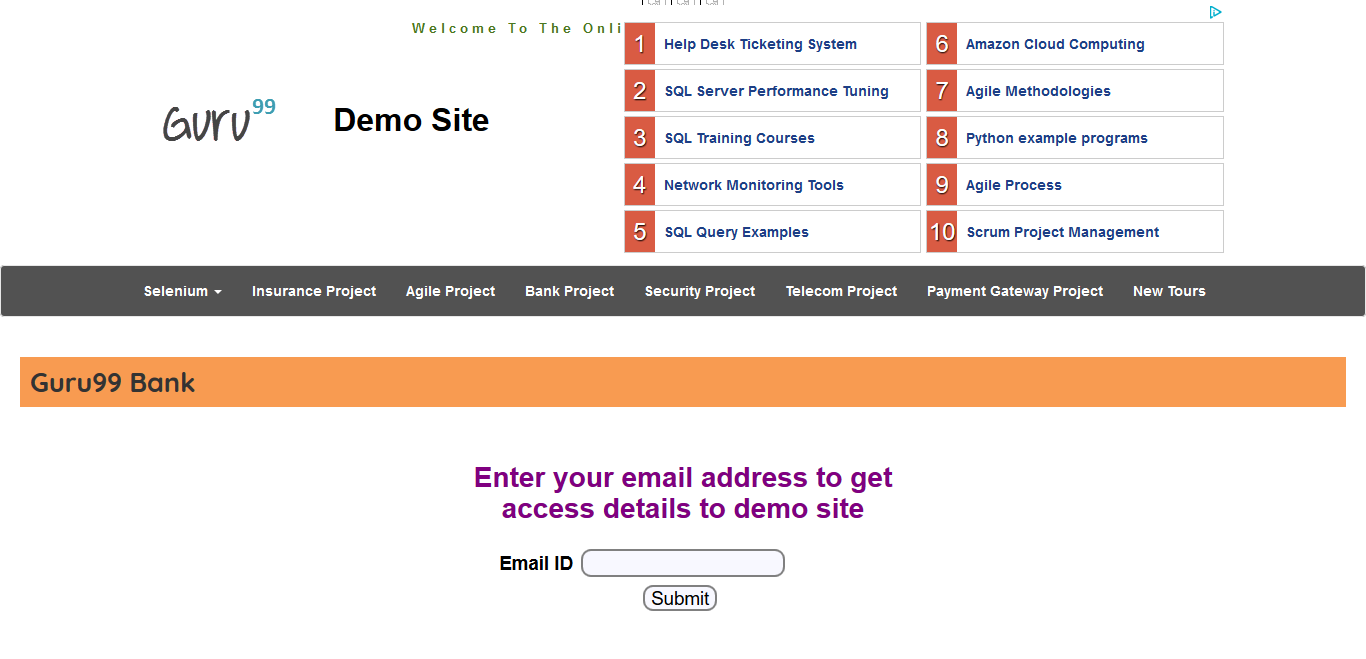 Welcome To The Onli
Guru99
Demo Site
1 Help Desk Ticketing System
2 SQL Server Performance Tuning
3 SQL Training Courses
4 Network Monitoring Tools
5 SQL Query Examples
6 Amazon Cloud Computing
7 Agile Methodologies
8 Python example programs
9 Agile Process
10 Scrum Project Management
Selenium Insurance Project Agile Project Bank Project Security Project Telecom Project Payment Gateway Project New Tours
Guru99 Bank
Enter your email address to get
access details to demo site
Email ID
Submit